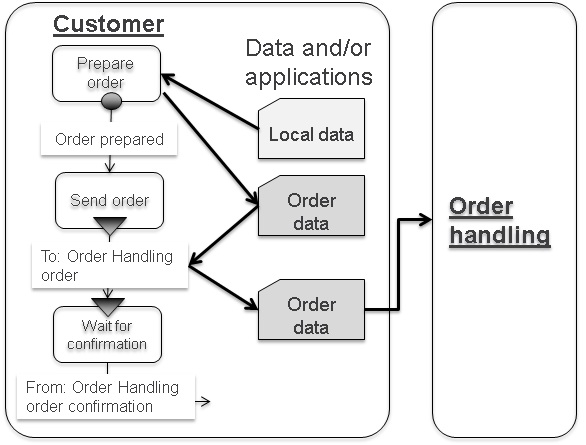 Customer
Prepare
order
Order prepared
Send order
To: Order Handling
order
Wait for
confirmation
From: Order Handling
order confirmation
Data and/or
applications
Local data
Order
data
Order
data
Order
handling